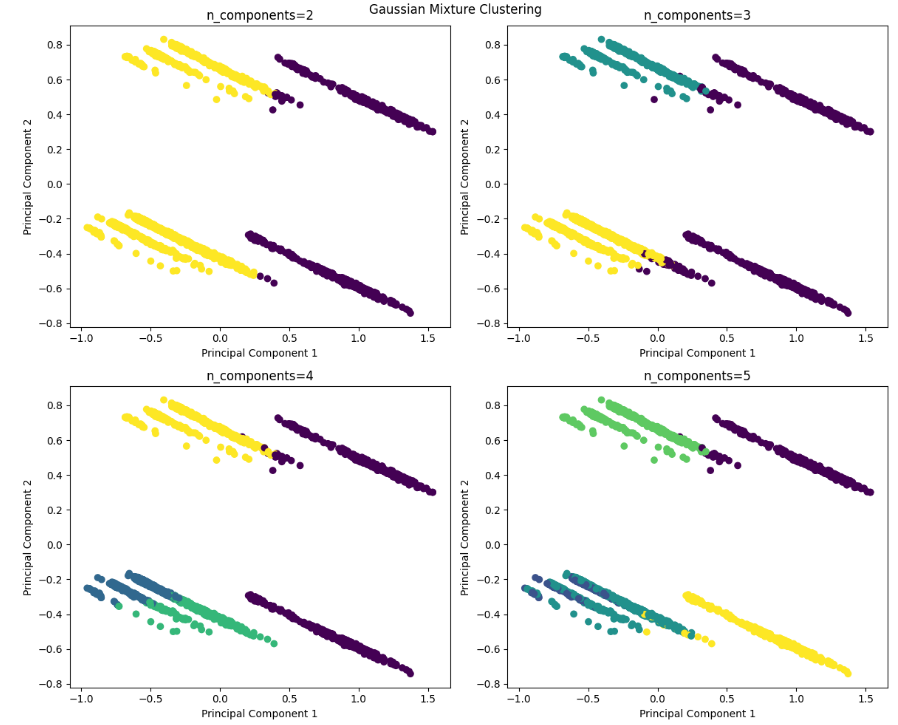 Gaussian Mixture Clustering
n_components=2
0.8
0.6
0.4
0.2
0.0
−0.2
−0.4
−0.6
−0.8
Principal Component 2
−1.0 −0.5 0.0 0.5 1.0 1.5
Principal Component 1
n_components=3
0.8
0.6
0.4
0.2
0.0
−0.2
−0.4
−0.6
−0.8
Principal Component 2
−1.0 −0.5 0.0 0.5 1.0 1.5
Principal Component 1
n_components=4
0.8
0.6
0.4
0.2
0.0
−0.2
−0.4
−0.6
−0.8
Principal Component 2
−1.0 −0.5 0.0 0.5 1.0 1.5
Principal Component 1
n_components=5
0.8
0.6
0.4
0.2
0.0
−0.2
−0.4
−0.6
−0.8
Principal Component 2
−1.0 −0.5 0.0 0.5 1.0 1.5
Principal Component 1